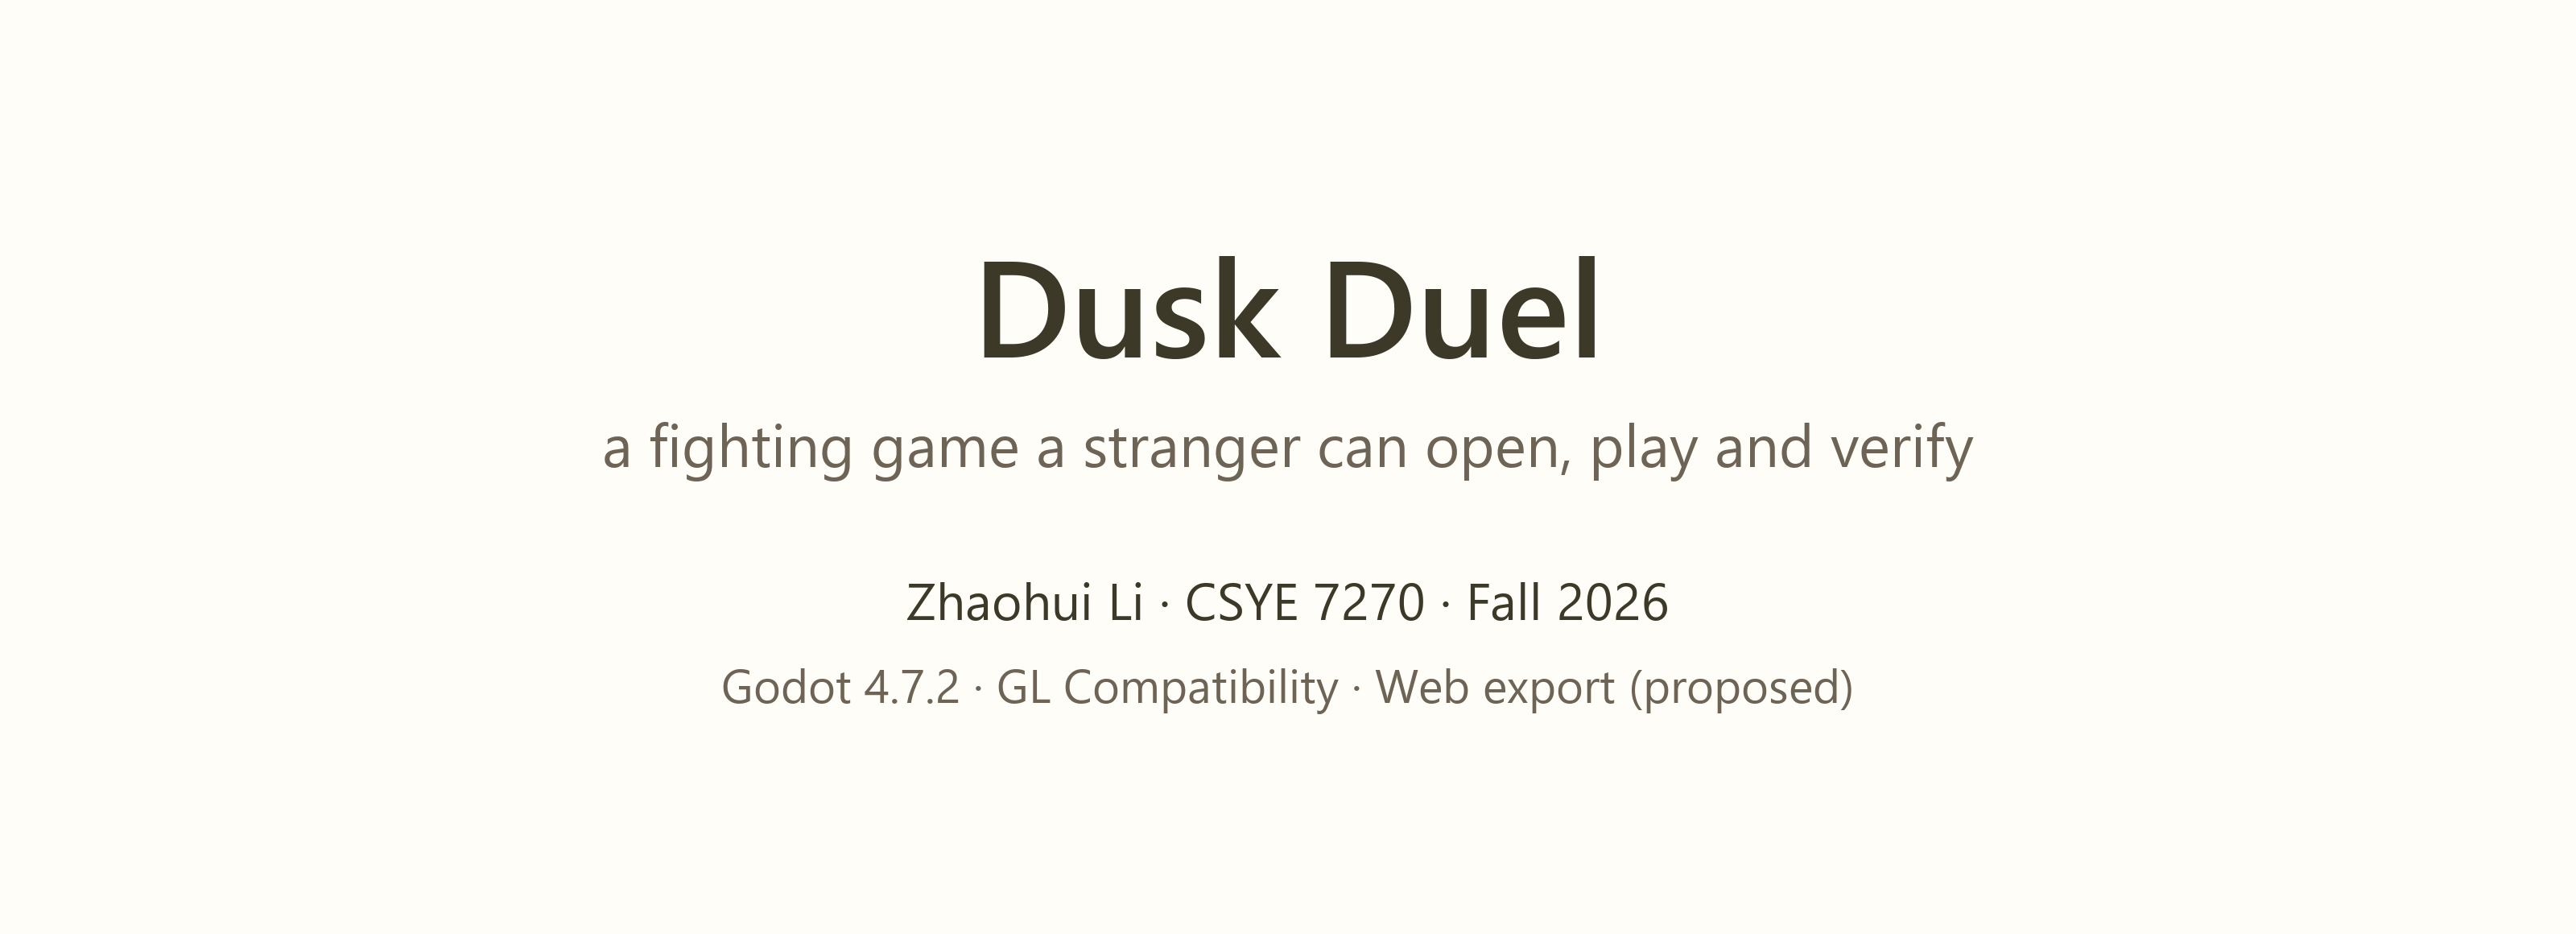 Dusk Duel
a fighting game a stranger can open, play and verify
Zhaohui Li · CSYE 7270 · Fall 2026
Godot 4.7.2 · GL Compatibility · Web export (proposed)